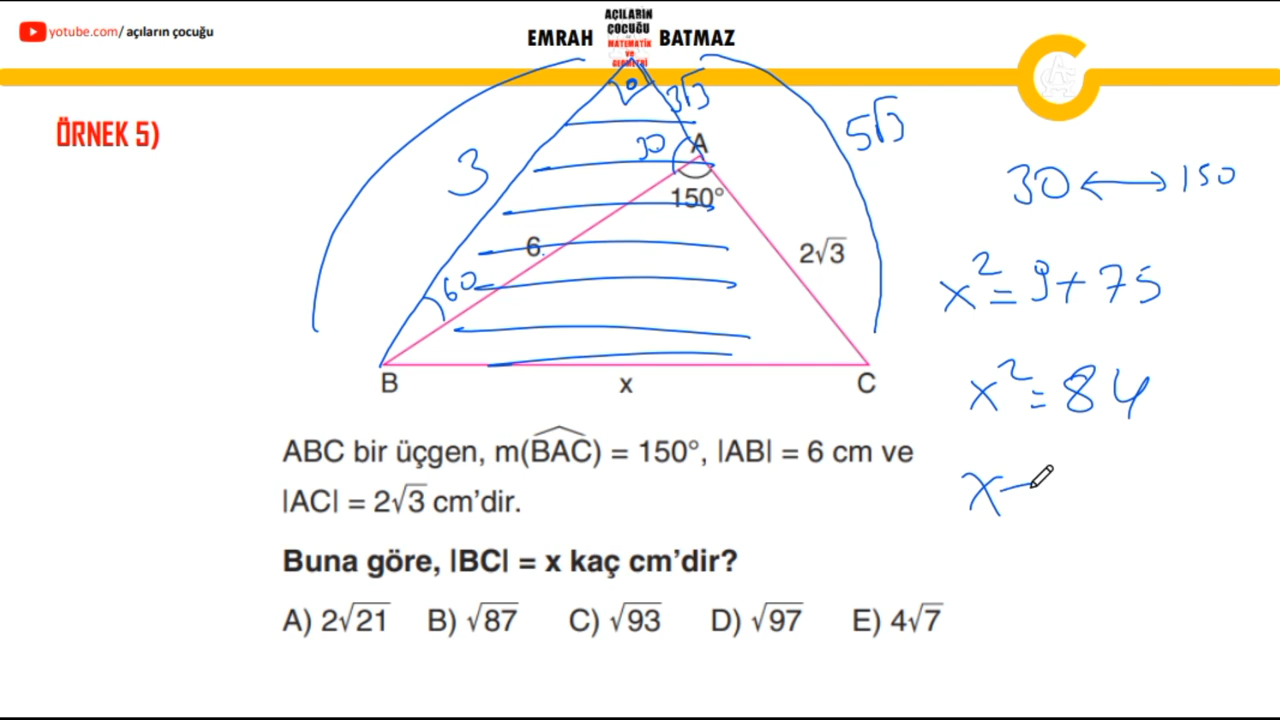 yotube.com/ açıların çocuğu
EMRAH AÇILARIN ÇOCUĞU MATEMATİK ve GEOMETRİ BATMAZ
ÖRNEK 5)
3√3
3
5√3
30
A
150°
30 ↔ 150
6
2√3
60
x² = 9 + 75
B
x
C
x² = 84
ABC bir üçgen, m(BAC) = 150°, |AB| = 6 cm ve
|AC| = 2√3 cm'dir.
x
Buna göre, |BC| = x kaç cm'dir?
A) 2√21 B) √87 C) √93 D) √97 E) 4√7